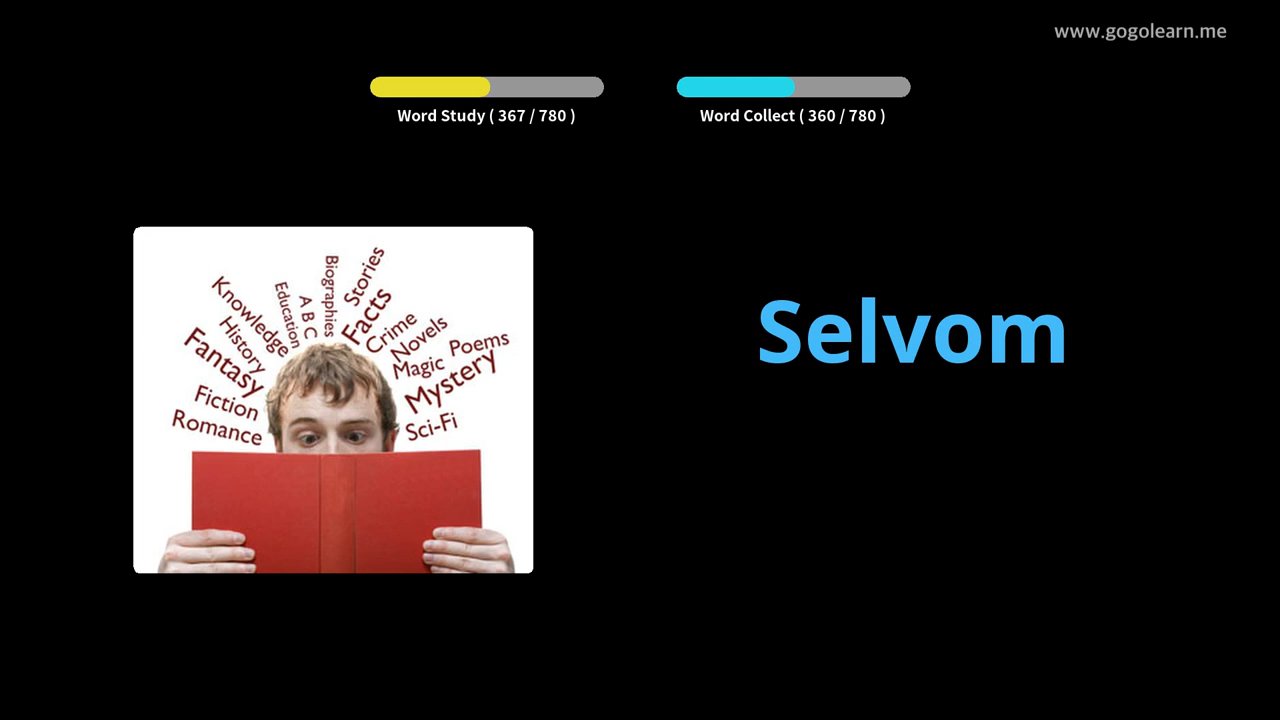 www.gogolearn.me
Word Study ( 367 / 780 )
Word Collect ( 360 / 780 )
Selvom
Romance
Fiction
Fantasy
History
Knowledge
Education
A B C
Biographies
Stories
Facts
Crime
Novels
Magic
Poems
Mystery
Sci-Fi